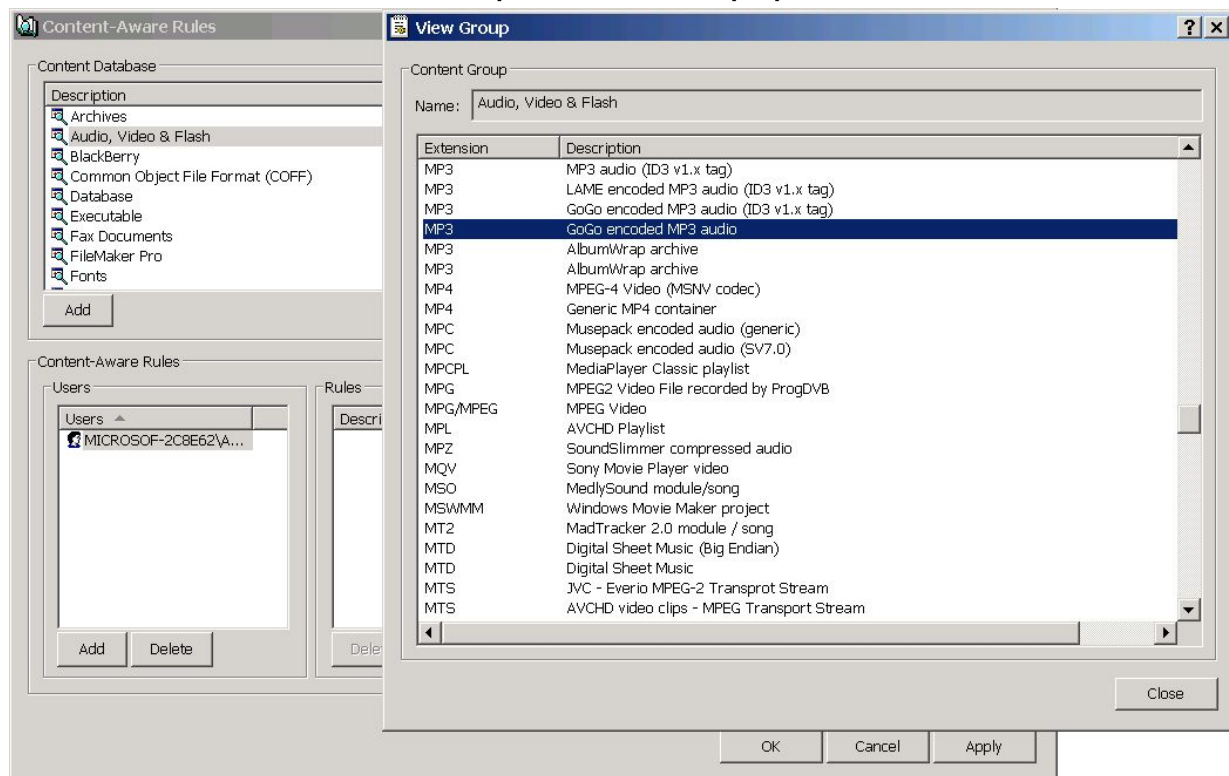 Content-Aware Rules
Content Database
Description
Archives
Audio, Video & Flash
BlackBerry
Common Object File Format (COFF)
Database
Executable
Fax Documents
FileMaker Pro
Fonts
Add
Content-Aware Rules
Users
Users
MICROSOF-2C8E62\A...
Add Delete
Rules
Descri
Dele
OK Cancel Apply
View Group
Content Group
Name: Audio, Video & Flash
Extension Description
MP3 MP3 audio (ID3 v1.x tag)
MP3 LAME encoded MP3 audio (ID3 v1.x tag)
MP3 GoGo encoded MP3 audio (ID3 v1.x tag)
MP3 GoGo encoded MP3 audio
MP3 AlbumWrap archive
MP3 AlbumWrap archive
MP4 MPEG-4 Video (MSNV codec)
MP4 Generic MP4 container
MPC Musepack encoded audio (generic)
MPC Musepack encoded audio (SV7.0)
MPCPL MediaPlayer Classic playlist
MPG MPEG2 Video File recorded by ProgDVB
MPG/MPEG MPEG Video
MPL AVCHD Playlist
MPZ SoundSlimmer compressed audio
MQV Sony Movie Player video
MSO MedlySound module/song
MSWMM Windows Movie Maker project
MT2 MadTracker 2.0 module / song
MTD Digital Sheet Music (Big Endian)
MTD Digital Sheet Music
MTS JVC - Everio MPEG-2 Transprot Stream
MTS AVCHD video clips - MPEG Transport Stream
Close